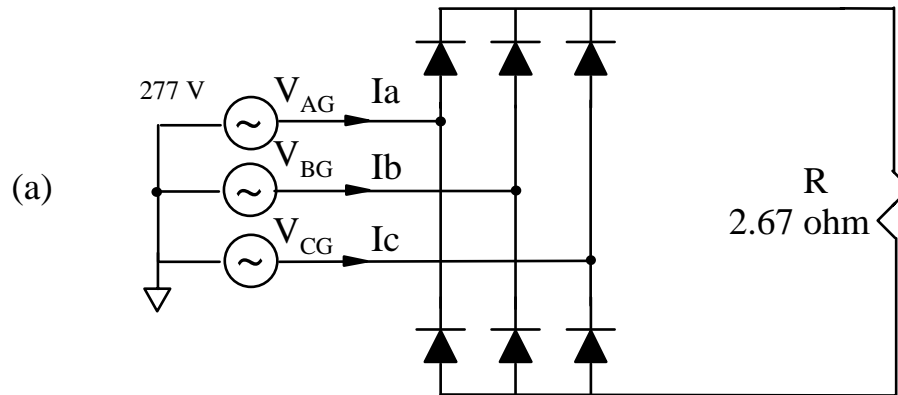 277 V
V_AG Ia
V_BG Ib
(a)
V_CG Ic
R
2.67 ohm